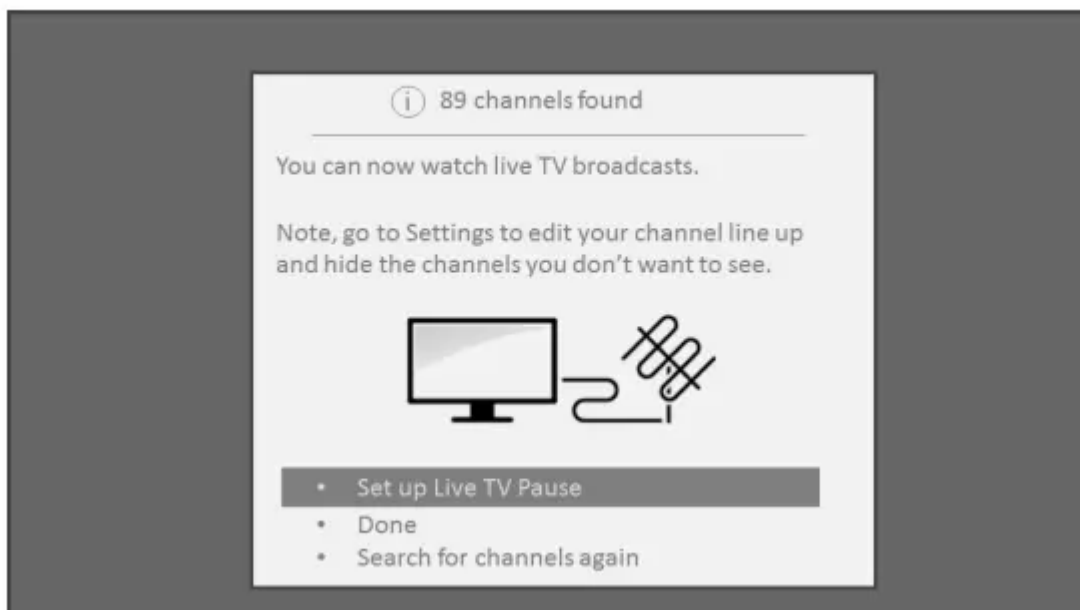 89 channels found
You can now watch live TV broadcasts.
Note, go to Settings to edit your channel line up
and hide the channels you don't want to see.
• Set up Live TV Pause
• Done
• Search for channels again